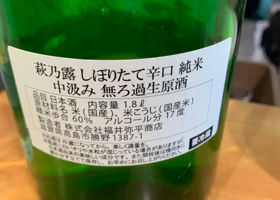 萩乃露 しぼりたて辛口 純米
中汲み 無ろ過生原酒
品目 日本酒 内容量 1.8ℓ
原材料名 米(国産)、米こうじ(国産米)
精米歩合 60% アルコール分 17度
製造者 株式会社福井弥平商店
滋賀県高島市勝野1387-1
要冷蔵